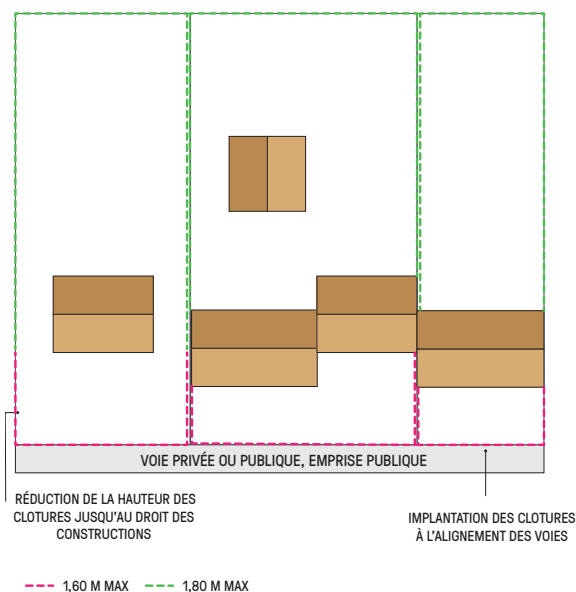 VOIE PRIVÉE OU PUBLIQUE, EMPRISE PUBLIQUE
RÉDUCTION DE LA HAUTEUR DES
CLOTURES JUSQU'AU DROIT DES
CONSTRUCTIONS
IMPLANTATION DES CLOTURES
À L'ALIGNEMENT DES VOIES
1,60 M MAX
1,80 M MAX